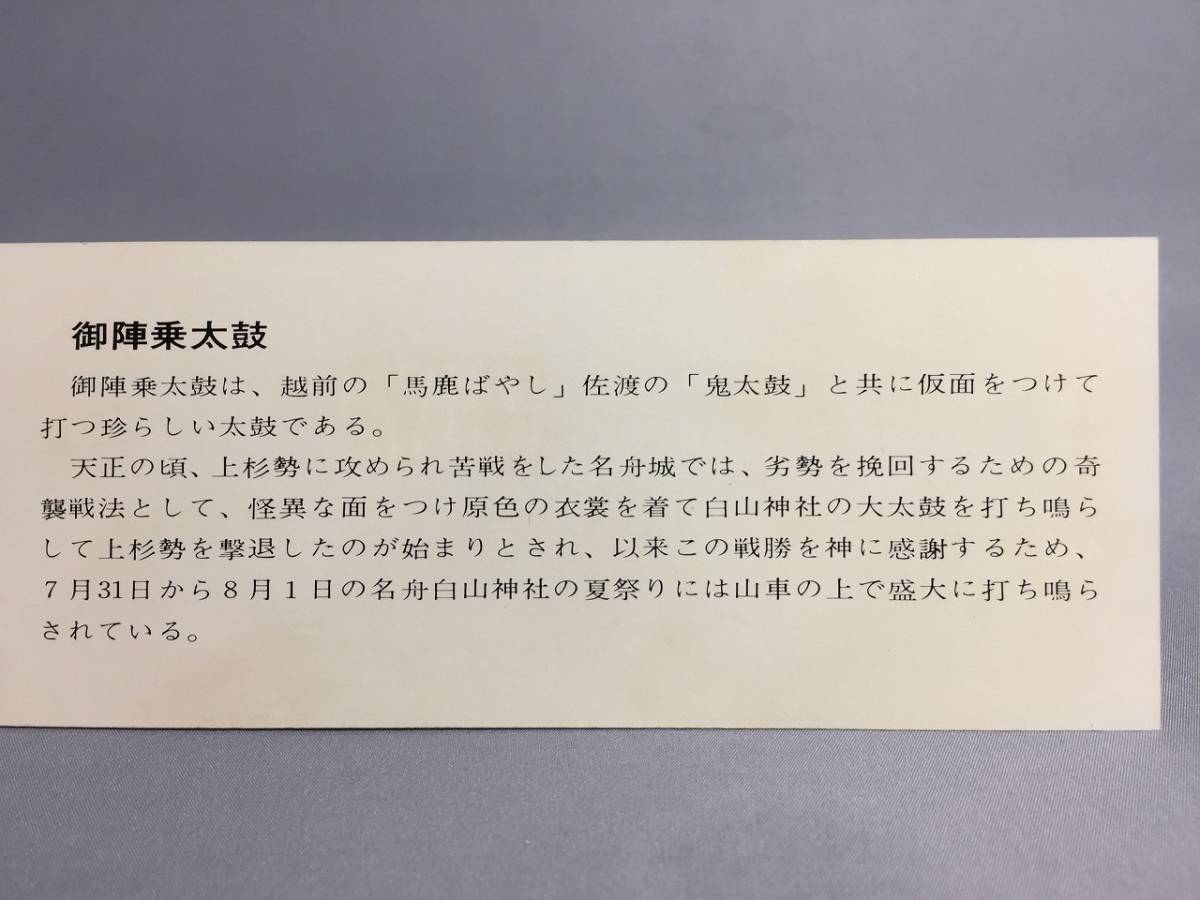 御陣乗太鼓
御陣乗太鼓は、越前の「馬鹿ばやし」佐渡の「鬼太鼓」と共に仮面をつけて
打つ珍らしい太鼓である。
天正の頃、上杉勢に攻められ苦戦をした名舟城では、劣勢を挽回するための奇
襲戦法として、怪異な面をつけ原色の衣裳を着て白山神社の大太鼓を打ち鳴ら
して上杉勢を撃退したのが始まりとされ、以来この戦勝を神に感謝するため、
７月31日から８月１日の名舟白山神社の夏祭りには山車の上で盛大に打ち鳴ら
されている。